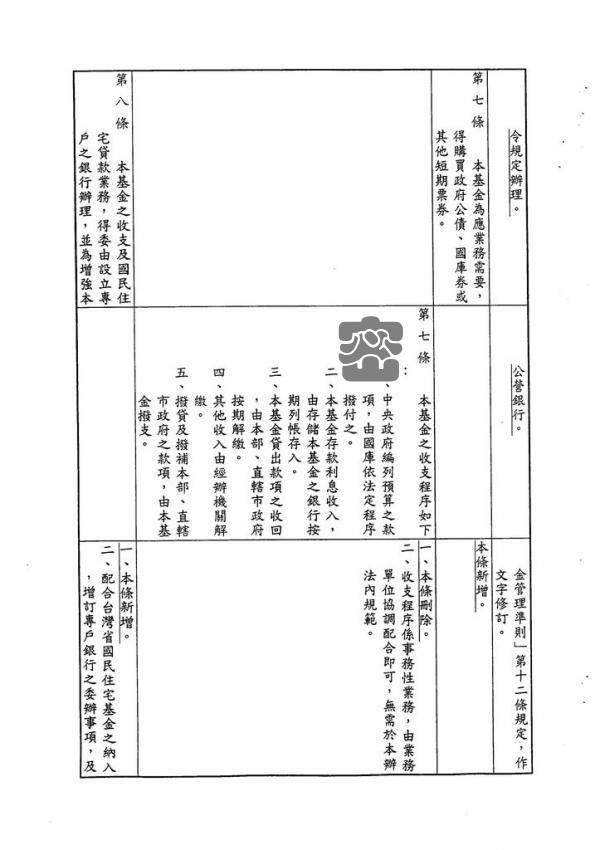 令規定辦理。
公營銀行。
金管理準則」第十二條規定,作
文字修訂。
第七條　本基金為應業務需要,
得購買政府公債、國庫券或
其他短期票券。
本條新增。
第七條　本基金之收支程序如下
:
一、中央政府編列預算之款
項,由國庫依法定程序
撥付之。
二、本基金存款利息收入,
由存儲本基金之銀行按
期列帳存入。
三、本基金貸出款項之收回
,由本部、直轄市政府
按期解繳。
四、其他收入由經辦機關解
繳。
五、撥貸及撥補本部、直轄
市政府之款項,由本基
金撥支。
一、本條刪除。
二、收支程序係事務性業務,由業務
單位協調配合即可,無需於本辦
法內規範。
第八條　本基金之收支及國民住
宅貸款業務,得委由設立專
戶之銀行辦理,並為增強本
一、本條新增。
二、配合台灣省國民住宅基金之納入
,增訂專戶銀行之委辦事項,及